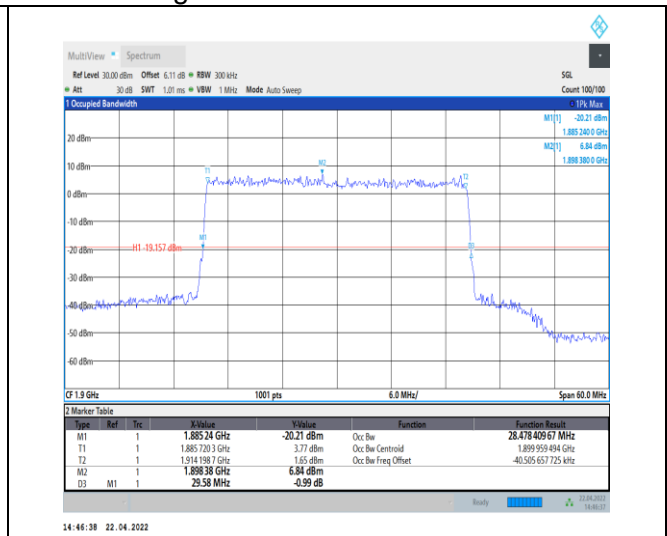 MultiView Spectrum
Ref Level 30.00 dBm Offset 6.11 dB RBW 300 kHz SGL
Att 30 dB SWT 1.01 ms VBW 1 MHz Mode Auto Sweep Count 100/100
1 Occupied Bandwidth 1Pk Max
M1[1] -20.21 dBm
1.885 240 0 GHz
M2[1] 6.84 dBm
1.898 380 0 GHz
20 dBm
10 dBm
T1 M2 T2
0 dBm
-10 dBm
M1
H1 -19.157 dBm
-20 dBm
-30 dBm
-40 dBm
-50 dBm
-60 dBm
CF 1.9 GHz 1001 pts 6.0 MHz/ Span 60.0 MHz
2 Marker Table
Type Ref Trc X-Value Y-Value Function Function Result
M1 1 1.885 24 GHz -20.21 dBm Occ Bw 28.478 409 67 MHz
T1 1 1.885 720 3 GHz 3.77 dBm Occ Bw Centroid 1.899 959 494 GHz
T2 1 1.914 198 7 GHz 1.65 dBm Occ Bw Freq Offset -40.505 657 725 kHz
M2 1 1.898 38 GHz 6.84 dBm
D3 M1 1 29.58 MHz -0.99 dB
Ready 22.04.2022
14:46:37
14:46:38 22.04.2022